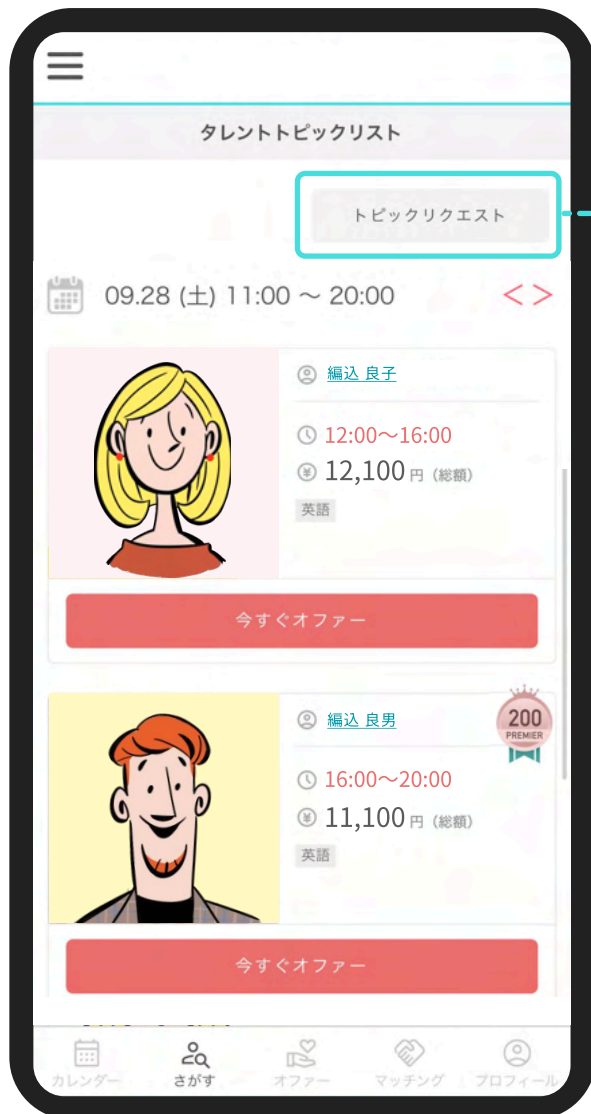 タレントトピックリスト
トピックリクエスト
09.28 (土) 11:00 ～ 20:00
< >
編込 良子
12:00～16:00
12,100 円（総額）
英語
今すぐオファー
編込 良男
200
PREMIER
16:00～20:00
11,100 円（総額）
英語
今すぐオファー
カレンダー
さがす
オファー
マッチング
プロフィール